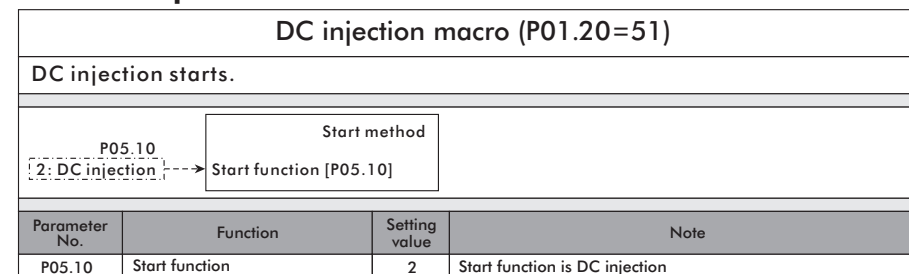 DC injection macro (P01.20=51)
DC injection starts.
Start method
P05.10
2: DC injection
Start function [P05.10]
Parameter No. Function Setting value Note
P05.10 Start function 2 Start function is DC injection